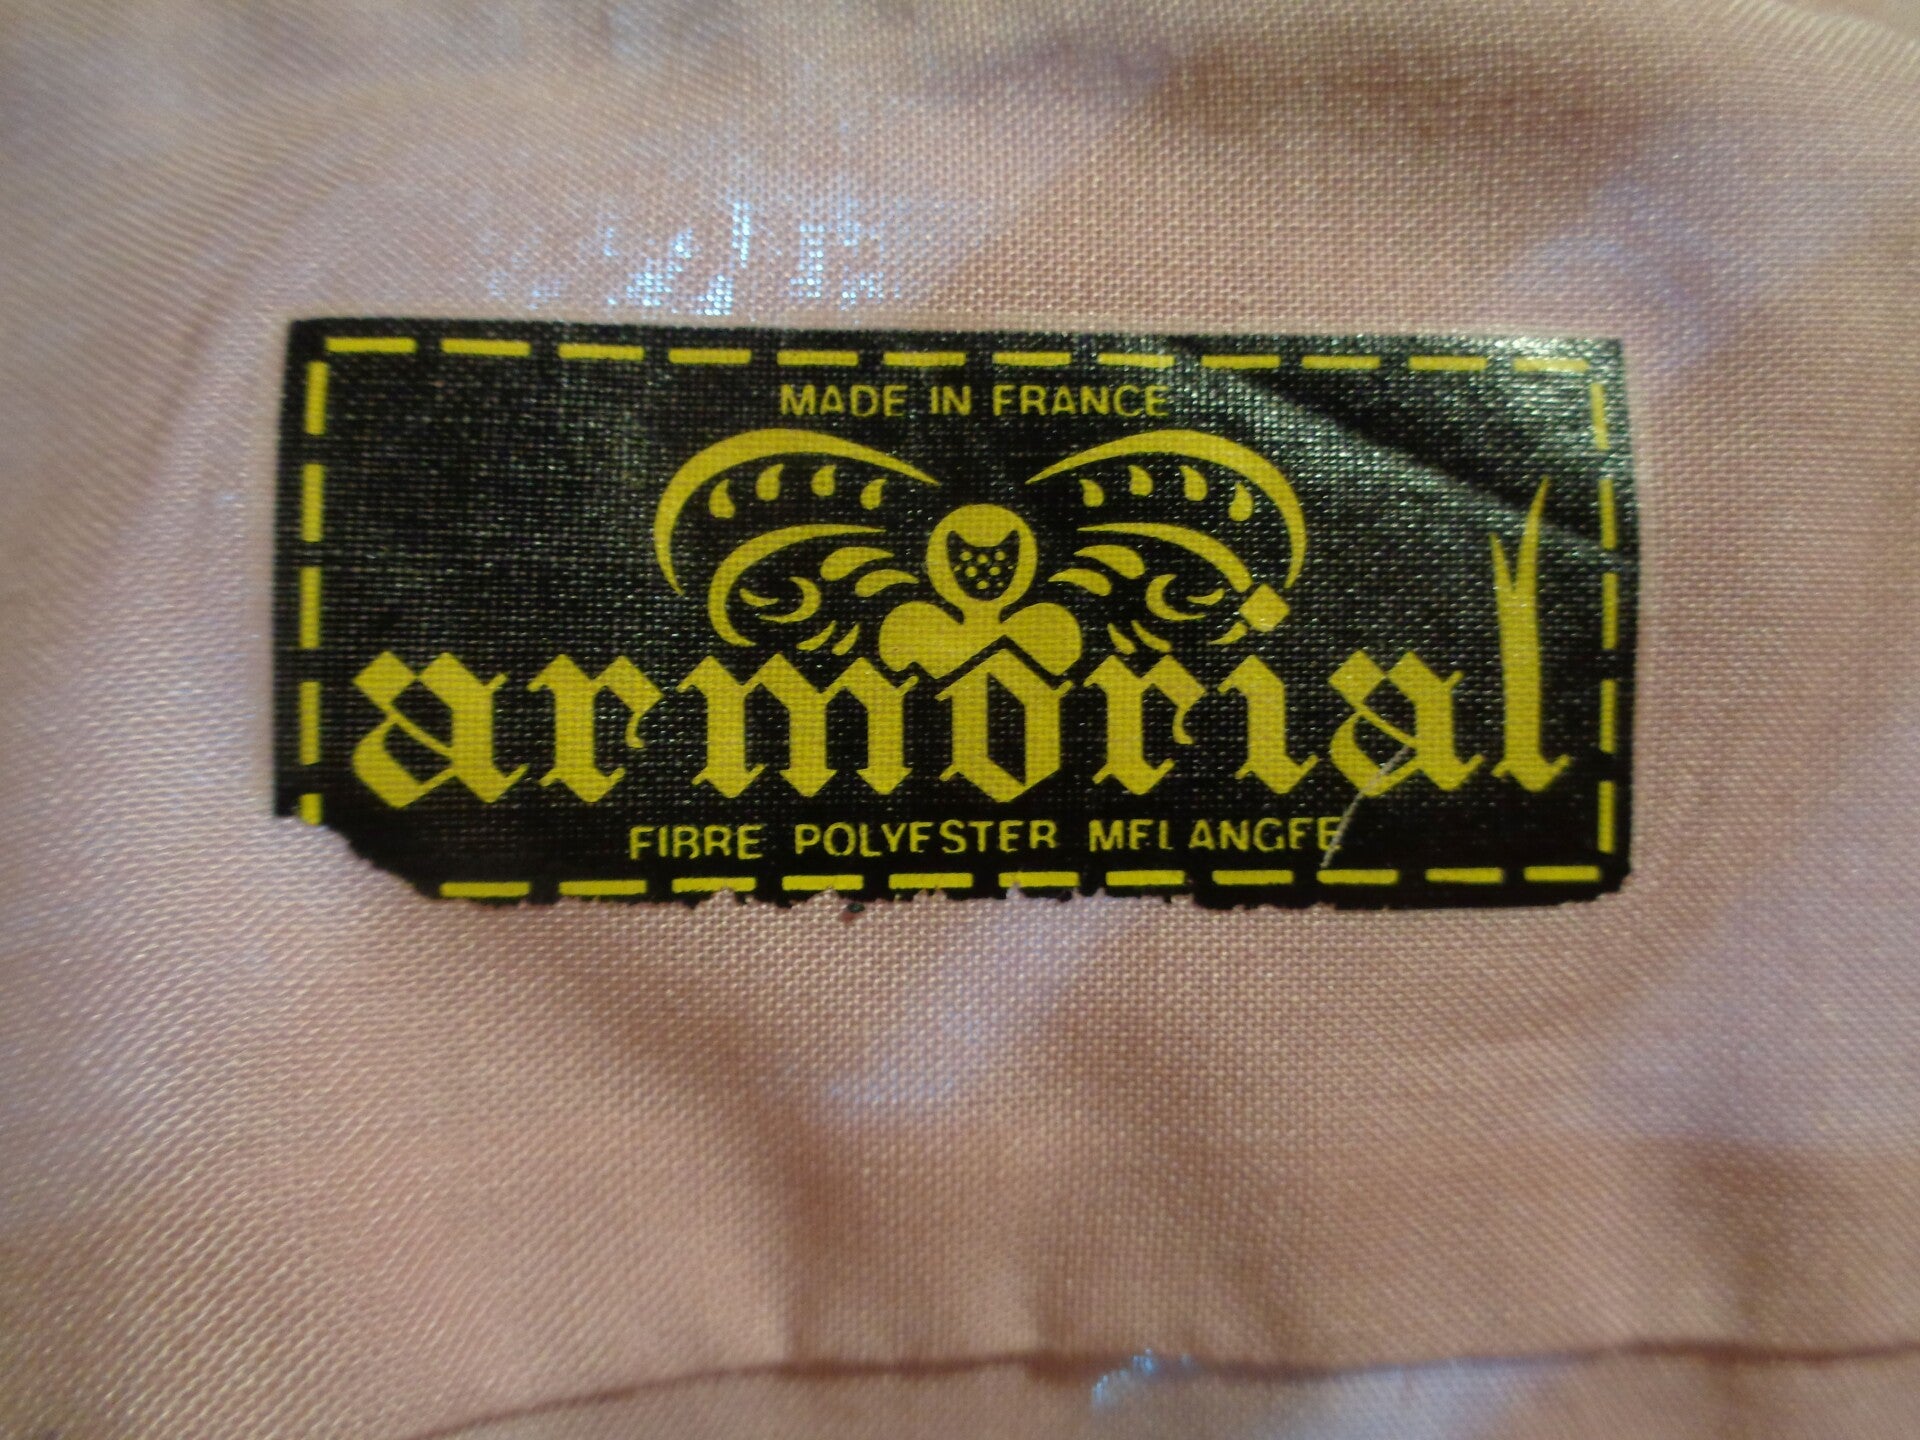 MADE IN FRANCE
armorial
FIBRE POLYESTER MELANGEE